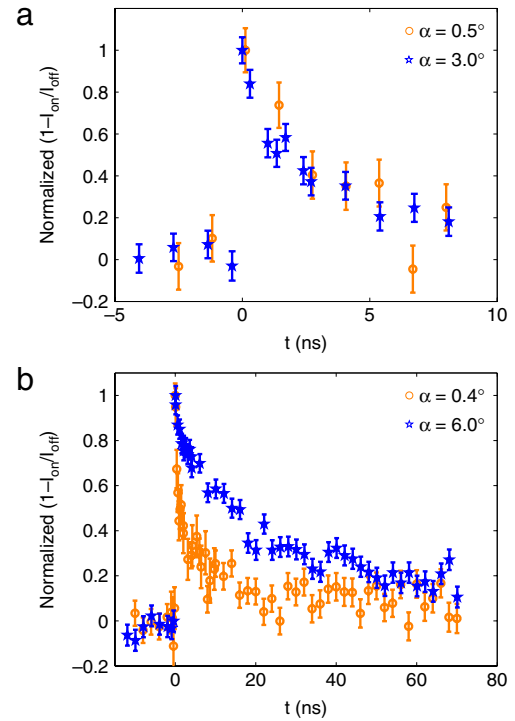 a
Normalized (1−I_on/I_off)
1
0.8
0.6
0.4
0.2
0
−0.2
−5
0
5
10
t (ns)
α = 0.5°
α = 3.0°
b
Normalized (1−I_on/I_off)
1
0.8
0.6
0.4
0.2
0
−0.2
0
20
40
60
80
t (ns)
α = 0.4°
α = 6.0°